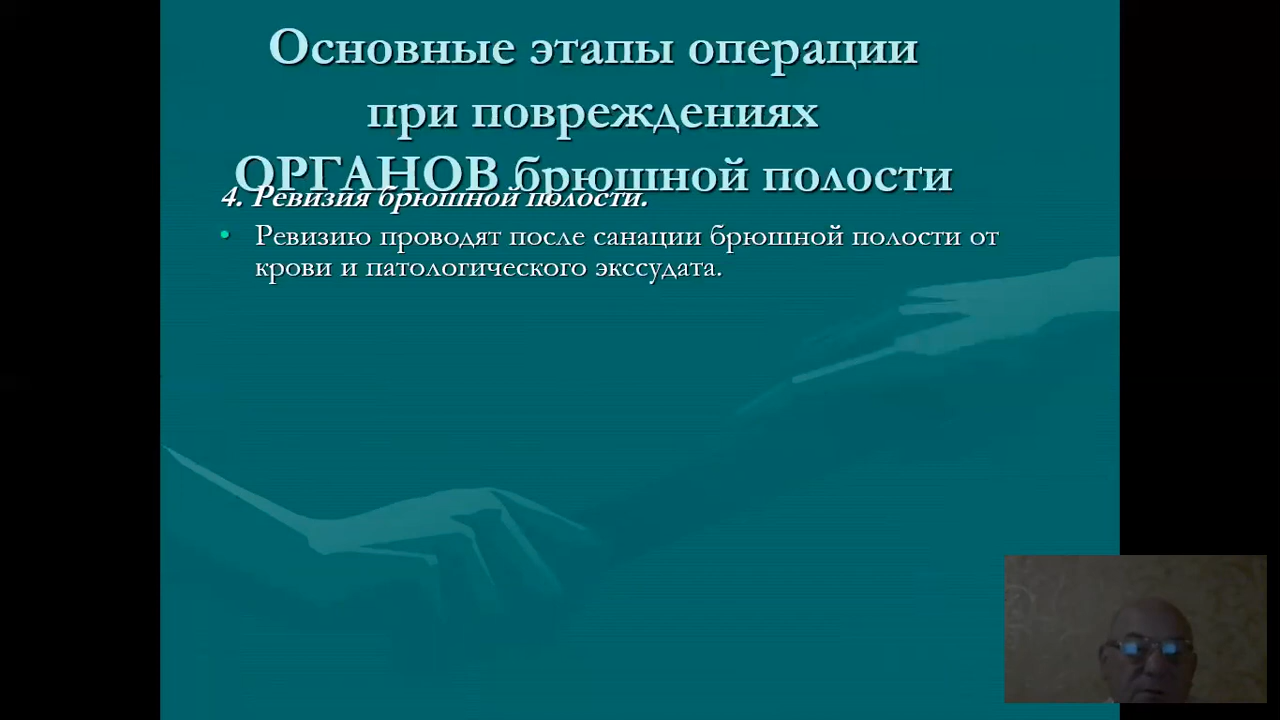 Основные этапы операции
при повреждениях
ОРГАНОВ брюшной полости
4. Ревизия брюшной полости.
• Ревизию проводят после санации брюшной полости от
крови и патологического экссудата.